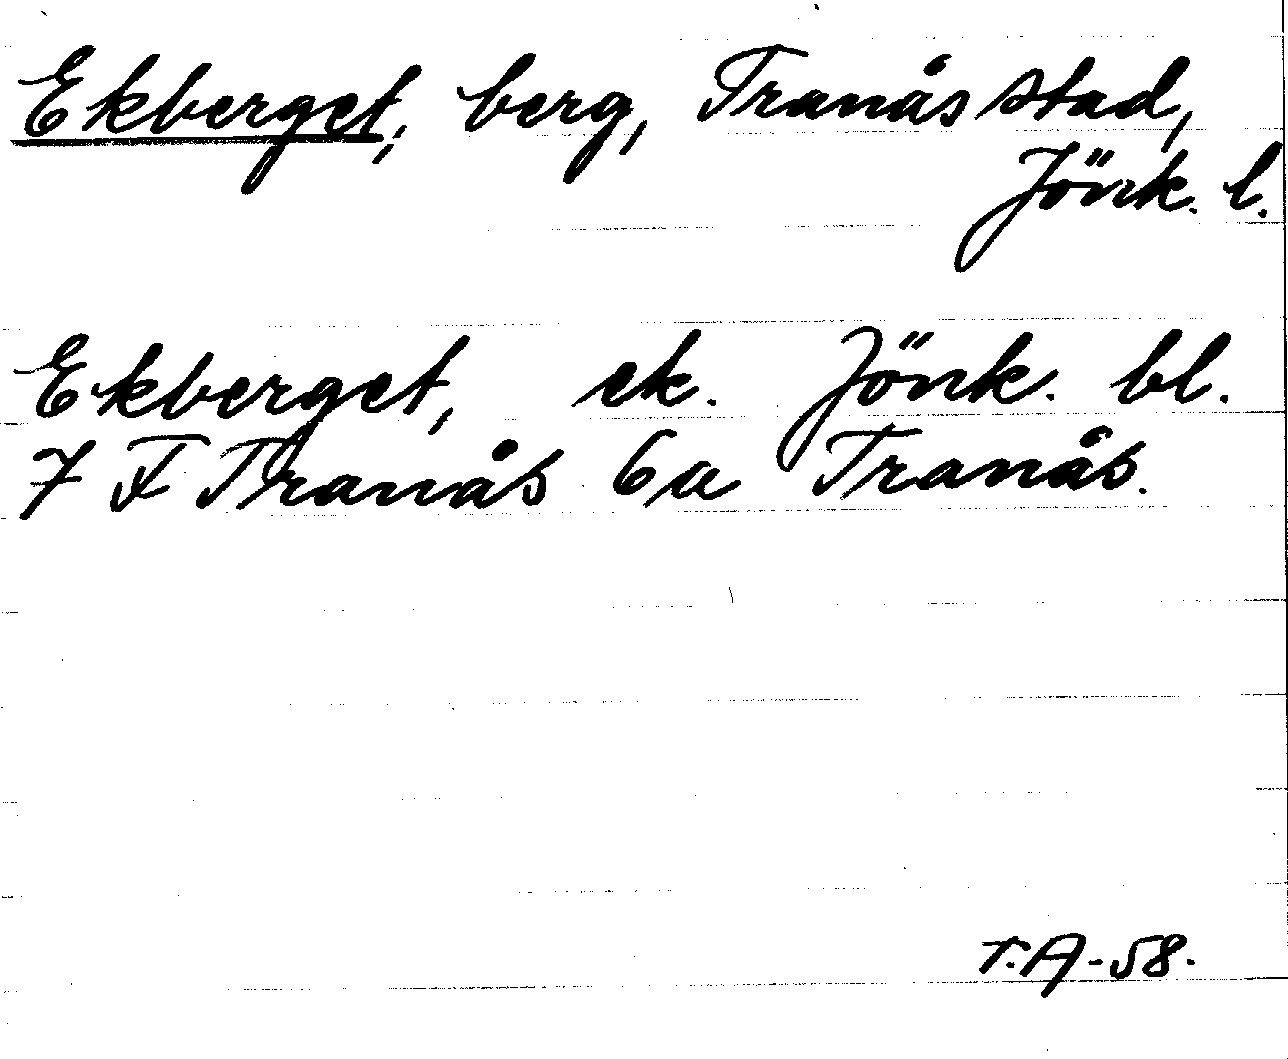 Ekberget, berg, Tranås stad,
Jönk. l.
Ekberget, ek. Jönk. bl.
7 F Tranås 6a Tranås.
T.A-58.